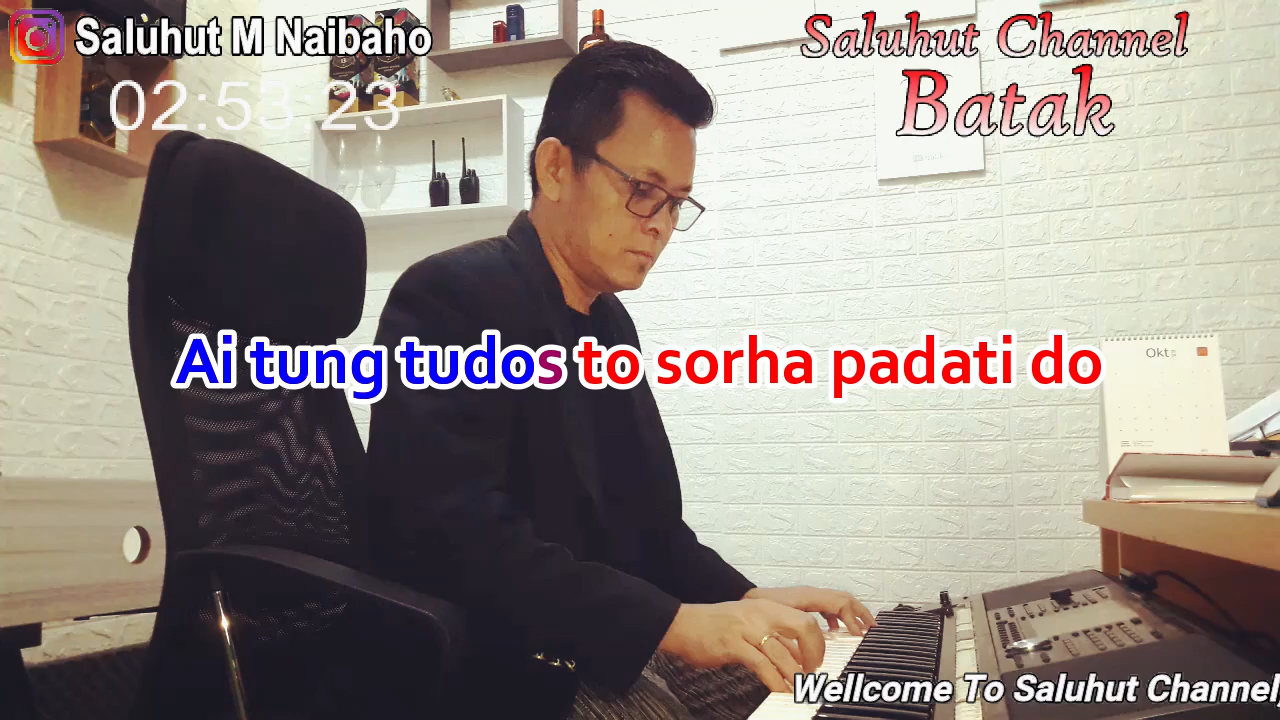 Saluhut M Naibaho
02:53:23
Saluhut Channel
Batak
Ai tung tudos to sorha padati do
Okt
Wellcome To Saluhut Channel